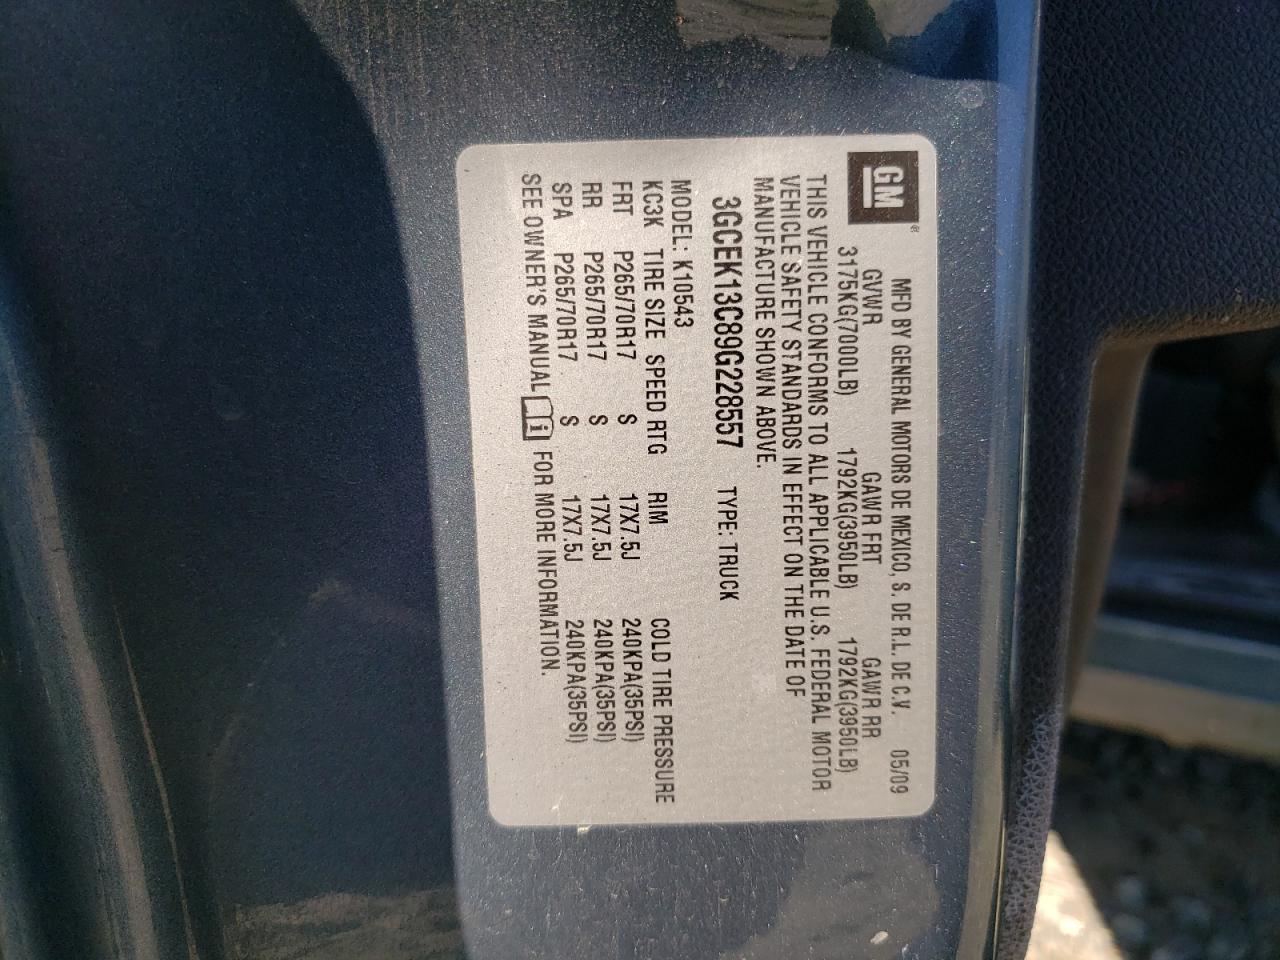 GM®
MFD BY GENERAL MOTORS DE MEXICO, S. DE R.L. DE C.V. 05/09
GVWR GAWR FRT GAWR RR
3175KG(7000LB) 1792KG(3950LB) 1792KG(3950LB)
THIS VEHICLE CONFORMS TO ALL APPLICABLE U.S. FEDERAL MOTOR
VEHICLE SAFETY STANDARDS IN EFFECT ON THE DATE OF
MANUFACTURE SHOWN ABOVE.
3GCEK13C89G228557 TYPE: TRUCK
MODEL: K10543
KC3K TIRE SIZE SPEED RTG RIM COLD TIRE PRESSURE
FRT P265/70R17 S 17X7.5J 240KPA(35PSI)
RR P265/70R17 S 17X7.5J 240KPA(35PSI)
SPA P265/70R17 S 17X7.5J 240KPA(35PSI)
SEE OWNER'S MANUAL i FOR MORE INFORMATION.